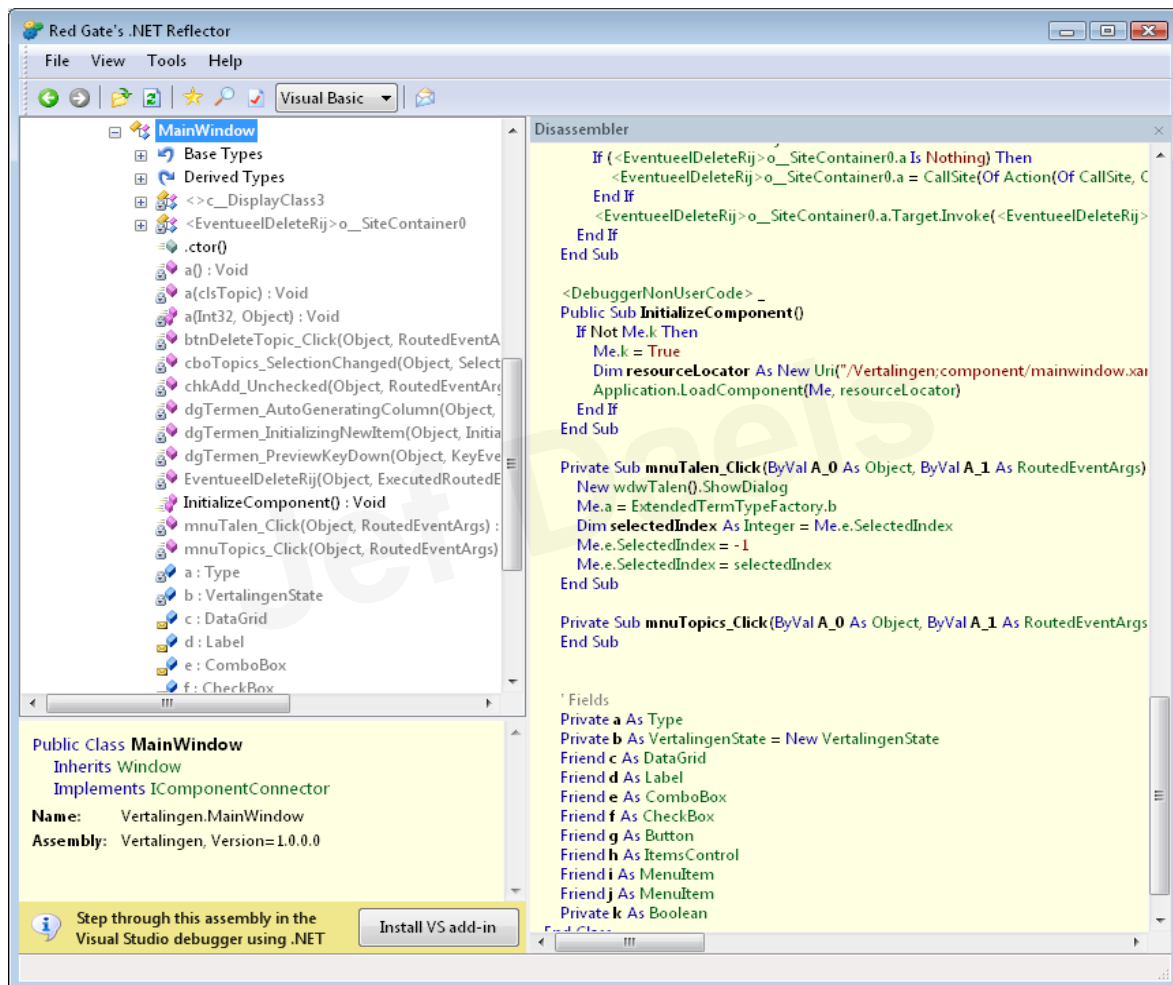 Red Gate's .NET Reflector
File View Tools Help
Visual Basic
MainWindow
Base Types
Derived Types
<>c__DisplayClass3
<EventueelDeleteRij>o__SiteContainer0
.ctor()
a() : Void
a(clsTopic) : Void
a(Int32, Object) : Void
btnDeleteTopic_Click(Object, RoutedEventA
cboTopics_SelectionChanged(Object, Select
chkAdd_Unchecked(Object, RoutedEventArg
dgTermen_AutoGeneratingColumn(Object,
dgTermen_InitializingNewItem(Object, Initia
dgTermen_PreviewKeyDown(Object, KeyEve
EventueelDeleteRij(Object, ExecutedRoutedE
InitializeComponent() : Void
mnuTalen_Click(Object, RoutedEventArgs) :
mnuTopics_Click(Object, RoutedEventArgs)
a : Type
b : VertalingenState
c : DataGrid
d : Label
e : ComboBox
f : CheckBox
Public Class MainWindow
Inherits Window
Implements IComponentConnector
Name: Vertalingen.MainWindow
Assembly: Vertalingen, Version=1.0.0.0
Step through this assembly in the
Visual Studio debugger using .NET
Install VS add-in
Disassembler
If (<EventueelDeleteRij>o__SiteContainer0.a Is Nothing) Then
<EventueelDeleteRij>o__SiteContainer0.a = CallSite(Of Action(Of CallSite, C
End If
<EventueelDeleteRij>o__SiteContainer0.a.Target.Invoke(<EventueelDeleteRij>
End If
End Sub
<DebuggerNonUserCode> _
Public Sub InitializeComponent()
If Not Me.k Then
Me.k = True
Dim resourceLocator As New Uri("/Vertalingen;component/mainwindow.xar
Application.LoadComponent(Me, resourceLocator)
End If
End Sub
Private Sub mnuTalen_Click(ByVal A_0 As Object, ByVal A_1 As RoutedEventArgs)
New wdwTalen().ShowDialog
Me.a = ExtendedTermTypeFactory.b
Dim selectedIndex As Integer = Me.e.SelectedIndex
Me.e.SelectedIndex = -1
Me.e.SelectedIndex = selectedIndex
End Sub
Private Sub mnuTopics_Click(ByVal A_0 As Object, ByVal A_1 As RoutedEventArgs
End Sub
' Fields
Private a As Type
Private b As VertalingenState = New VertalingenState
Friend c As DataGrid
Friend d As Label
Friend e As ComboBox
Friend f As CheckBox
Friend g As Button
Friend h As ItemsControl
Friend i As MenuItem
Friend j As MenuItem
Private k As Boolean
End Class
Jef Daels